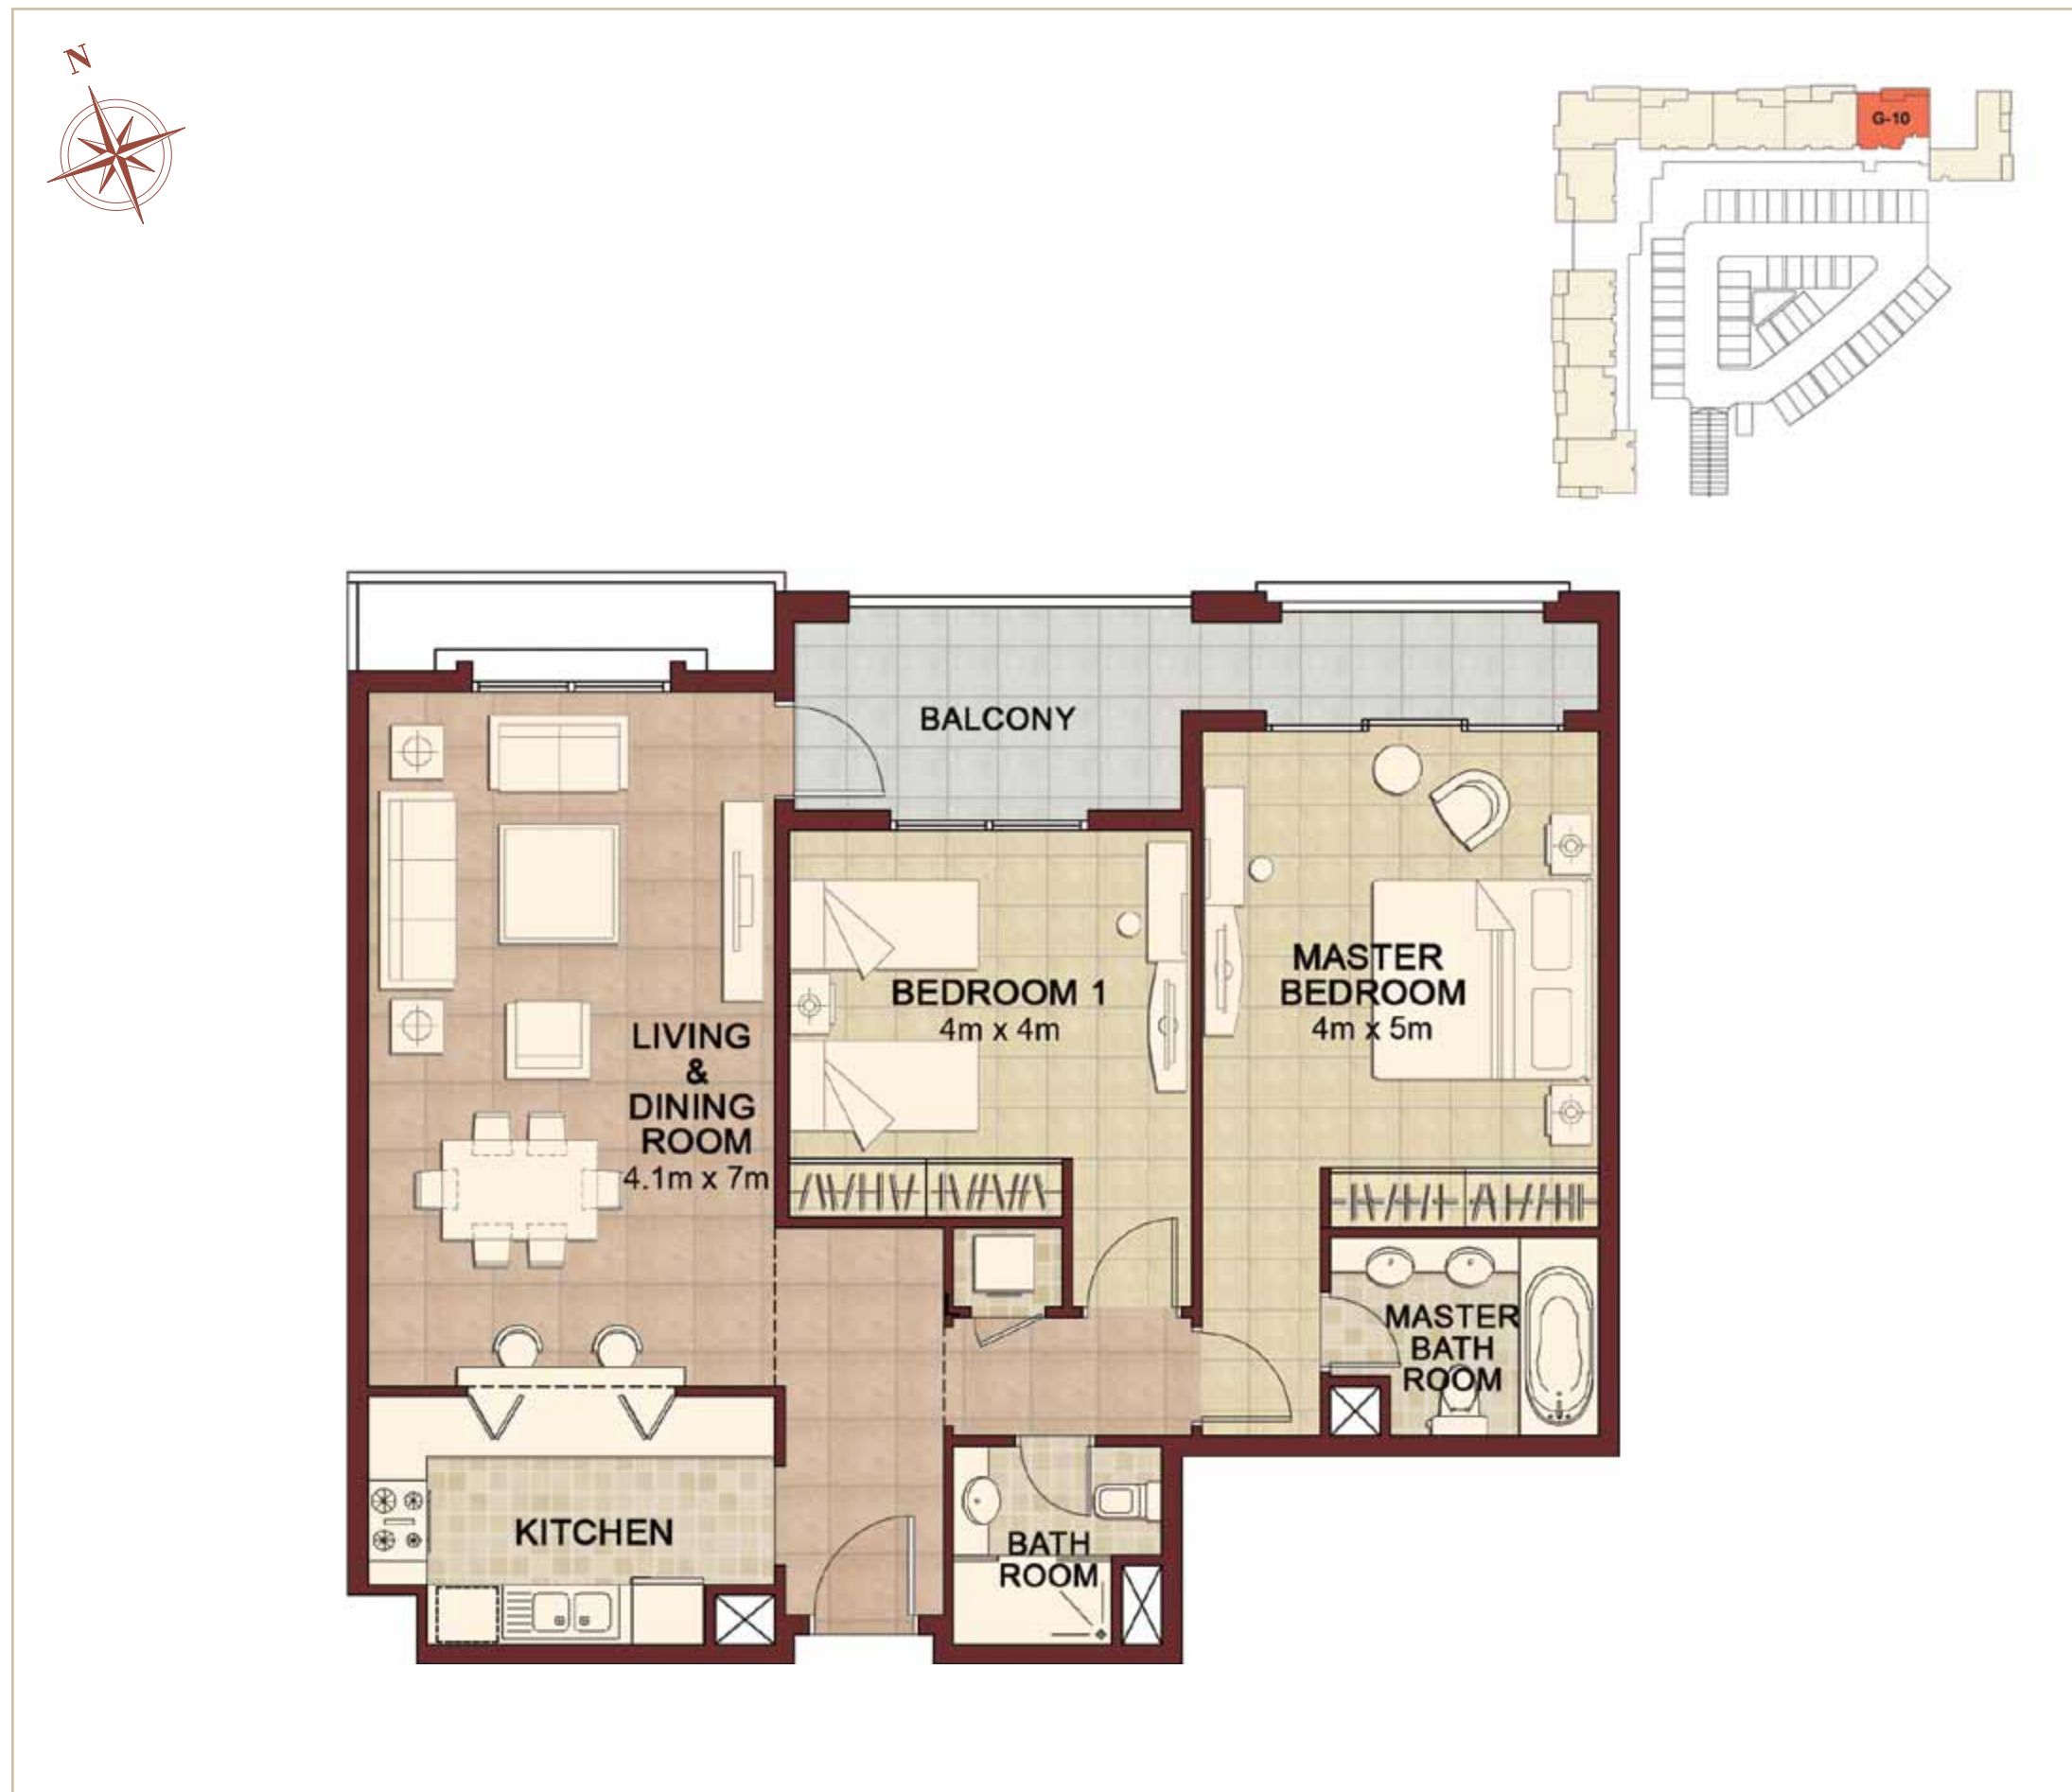 N
G-10
BALCONY
LIVING
&
DINING
ROOM
4.1m x 7m
BEDROOM 1
4m x 4m
MASTER
BEDROOM
4m x 5m
MASTER
BATH
ROOM
KITCHEN
BATH
ROOM